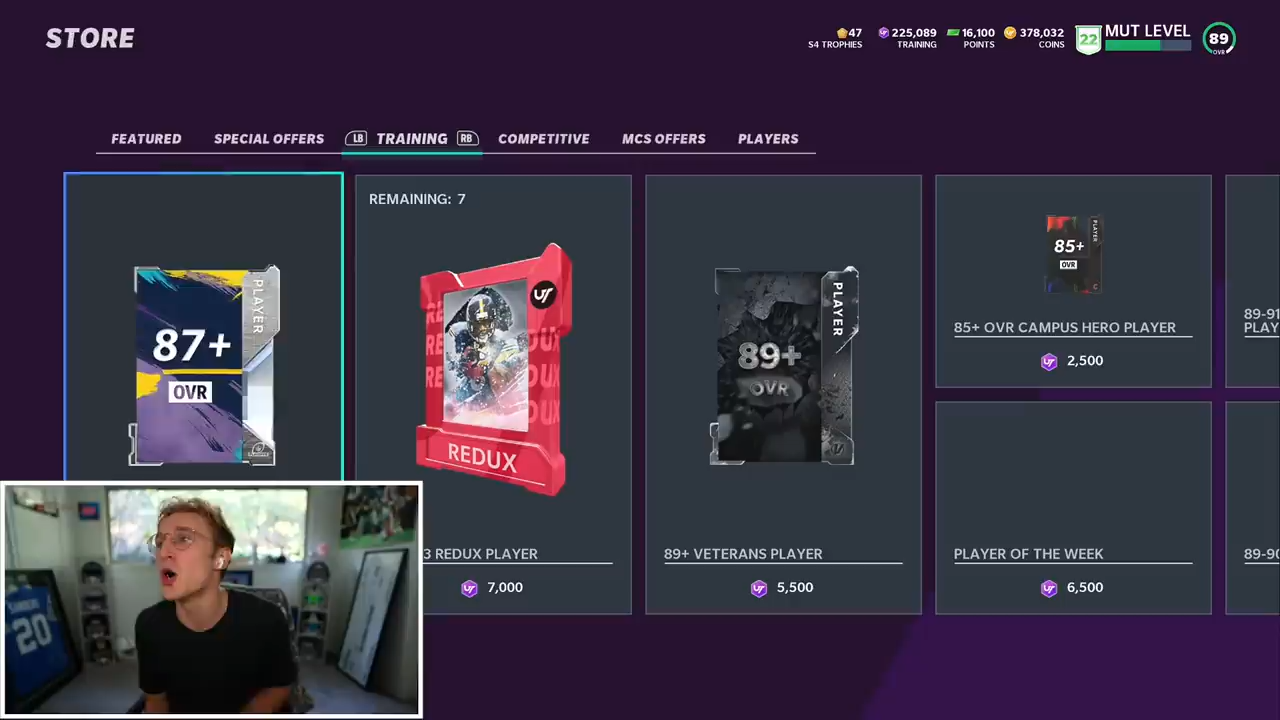 STORE
47
S4 TROPHIES
225,089
TRAINING
16,100
POINTS
378,032
COINS
22
MUT LEVEL
89
OVR
FEATURED
SPECIAL OFFERS
LB
TRAINING
RB
COMPETITIVE
MCS OFFERS
PLAYERS
87+
OVR
PLAYER
REMAINING: 7
REDUX
3 REDUX PLAYER
7,000
89+
OVR
PLAYER
89+ VETERANS PLAYER
5,500
85+
OVR
PLAYER
85+ OVR CAMPUS HERO PLAYER
2,500
PLAYER OF THE WEEK
6,500
89-91
PLAY
89-90
20